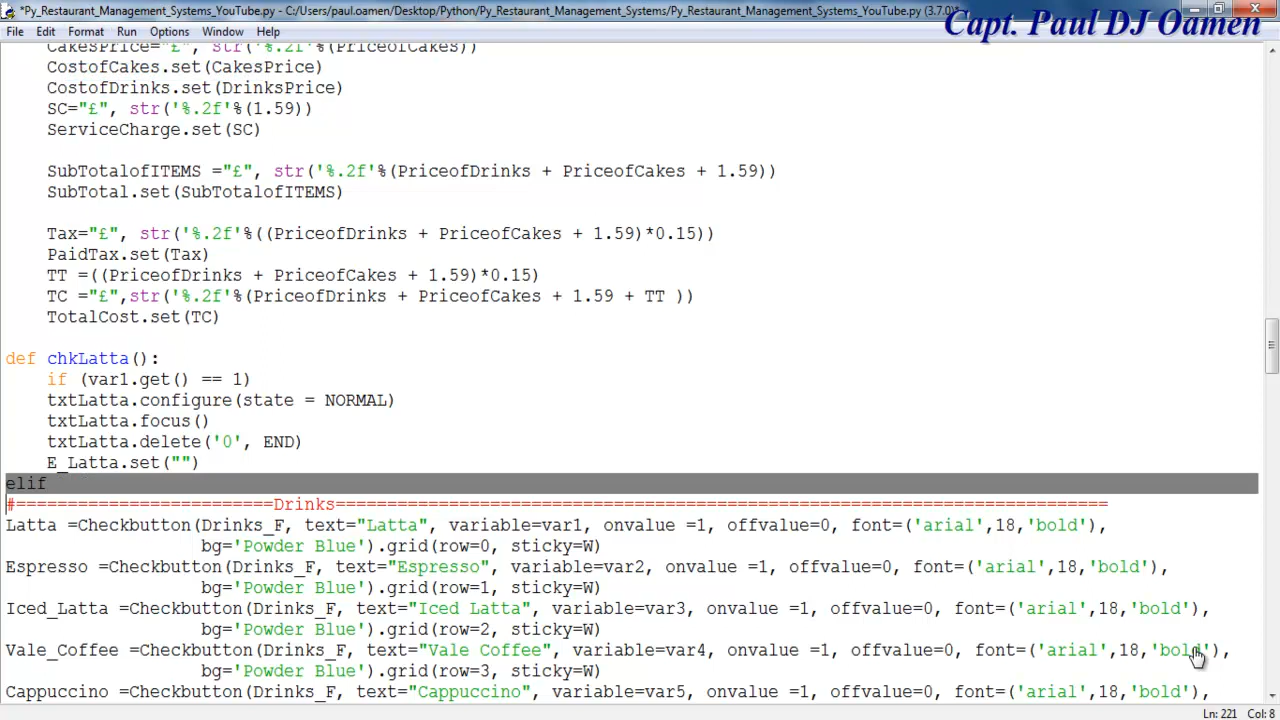 *Py_Restaurant_Management_Systems_YouTube.py - C:/Users/paul.oamen/Desktop/Python/Py_Restaurant_Management_Systems/Py_Restaurant_Management_Systems_YouTube.py (3.7.0)*
Capt. Paul DJ Oamen
File Edit Format Run Options Window Help
CakesPrice="£", str('%.2f'%(PriceofCakes))
CostofCakes.set(CakesPrice)
CostofDrinks.set(DrinksPrice)
SC="£", str('%.2f'%(1.59))
ServiceCharge.set(SC)
SubTotalofITEMS ="£", str('%.2f'%(PriceofDrinks + PriceofCakes + 1.59))
SubTotal.set(SubTotalofITEMS)
Tax="£", str('%.2f'%((PriceofDrinks + PriceofCakes + 1.59)*0.15))
PaidTax.set(Tax)
TT =((PriceofDrinks + PriceofCakes + 1.59)*0.15)
TC ="£",str('%.2f'%(PriceofDrinks + PriceofCakes + 1.59 + TT ))
TotalCost.set(TC)
def chkLatta():
if (var1.get() == 1)
txtLatta.configure(state = NORMAL)
txtLatta.focus()
txtLatta.delete('0', END)
E_Latta.set("")
elif
#=========================Drinks===========================================================================
Latta =Checkbutton(Drinks_F, text="Latta", variable=var1, onvalue =1, offvalue=0, font=('arial',18,'bold'),
bg='Powder Blue').grid(row=0, sticky=W)
Espresso =Checkbutton(Drinks_F, text="Espresso", variable=var2, onvalue =1, offvalue=0, font=('arial',18,'bold'),
bg='Powder Blue').grid(row=1, sticky=W)
Iced_Latta =Checkbutton(Drinks_F, text="Iced Latta", variable=var3, onvalue =1, offvalue=0, font=('arial',18,'bold'),
bg='Powder Blue').grid(row=2, sticky=W)
Vale_Coffee =Checkbutton(Drinks_F, text="Vale Coffee", variable=var4, onvalue =1, offvalue=0, font=('arial',18,'bold'),
bg='Powder Blue').grid(row=3, sticky=W)
Cappuccino =Checkbutton(Drinks_F, text="Cappuccino", variable=var5, onvalue =1, offvalue=0, font=('arial',18,'bold'),
Ln: 221 Col: 8